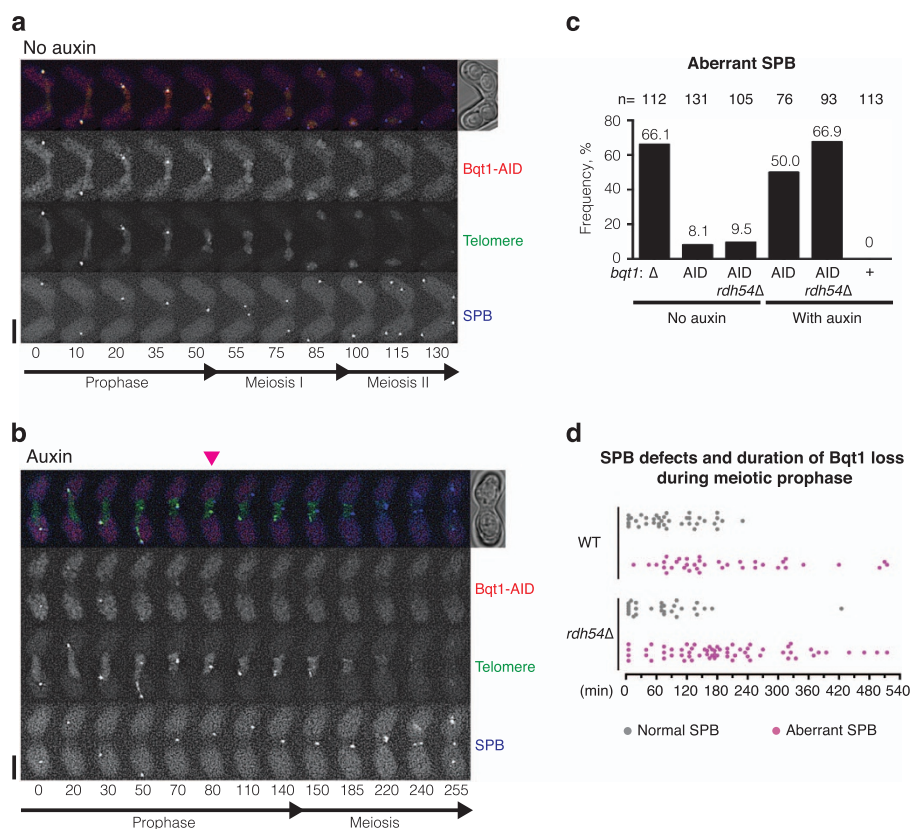 a
No auxin
Bqt1-AID
Telomere
SPB
0 10 20 35 50 55 75 85 100 115 130
Prophase Meiosis I Meiosis II
b
Auxin
Bqt1-AID
Telomere
SPB
0 20 30 50 70 80 110 140 150 185 220 240 255
Prophase Meiosis
c
Aberrant SPB
n= 112 131 105 76 93 113
Frequency, %
80
60
40
20
0
66.1 8.1 9.5 50.0 66.9 0
bqt1: Δ AID AID AID AID +
rdh54Δ rdh54Δ
No auxin With auxin
d
SPB defects and duration of Bqt1 loss
during meiotic prophase
WT
rdh54Δ
(min) 0 60 120 180 240 300 360 420 480 540
Normal SPB Aberrant SPB